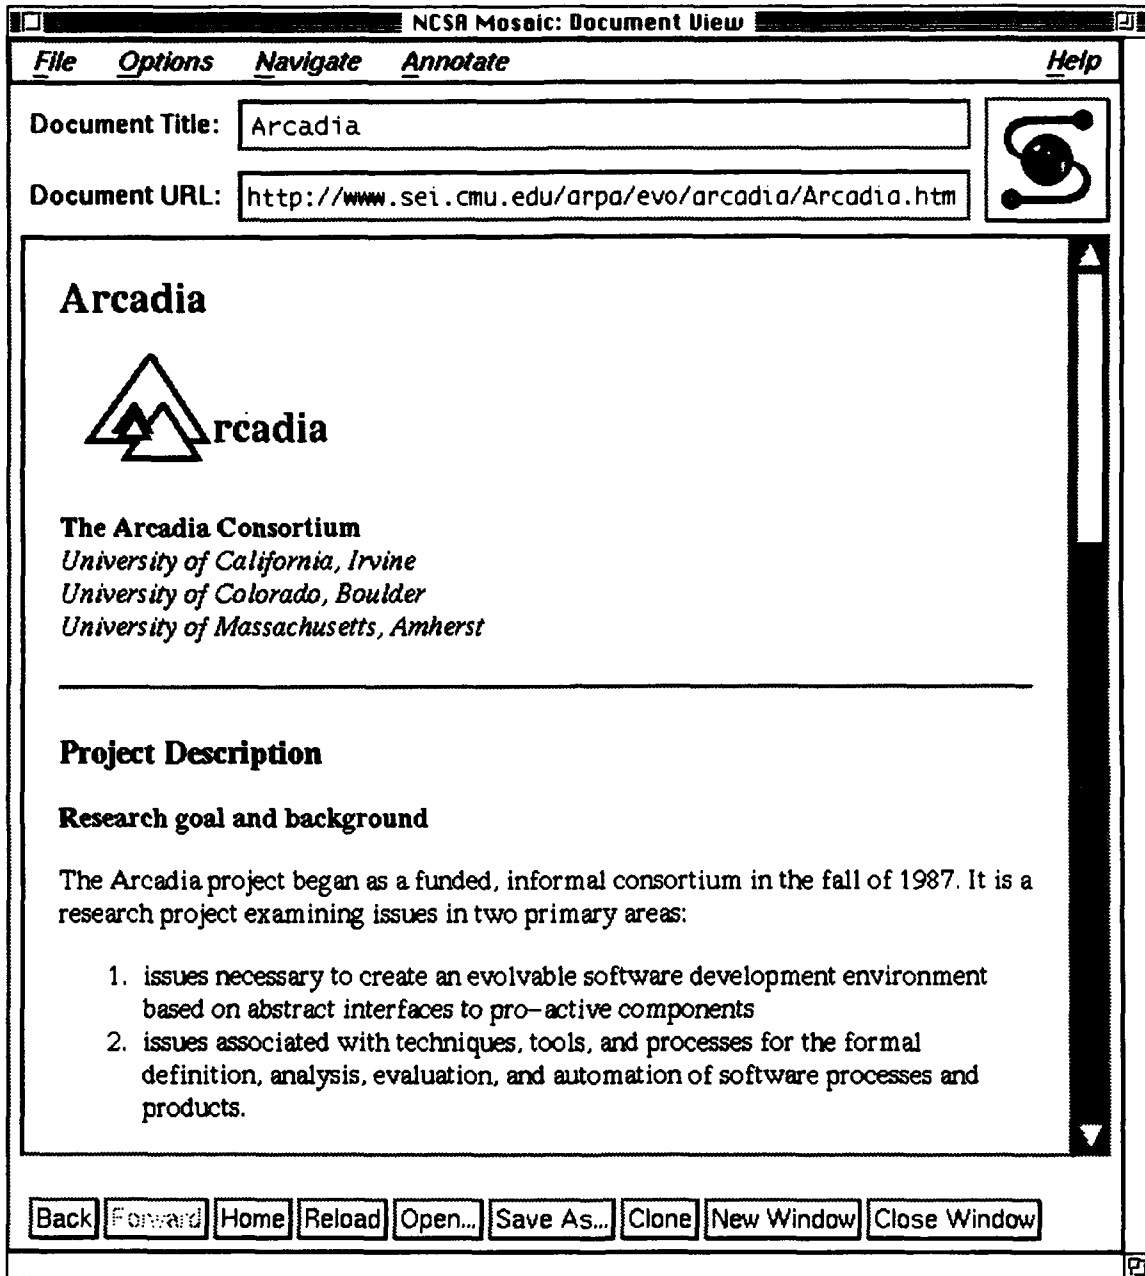 NCSA Mosaic: Document View
File Options Navigate Annotate Help
Document Title: Arcadia
Document URL: http://www.sei.cmu.edu/arpa/evo/arcadia/Arcadia.htm
Arcadia
rcadia
The Arcadia Consortium
University of California, Irvine
University of Colorado, Boulder
University of Massachusetts, Amherst
Project Description
Research goal and background
The Arcadia project began as a funded, informal consortium in the fall of 1987. It is a
research project examining issues in two primary areas:
1. issues necessary to create an evolvable software development environment
based on abstract interfaces to pro-active components
2. issues associated with techniques, tools, and processes for the formal
definition, analysis, evaluation, and automation of software processes and
products.
Back Forward Home Reload Open... Save As... Clone New Window Close Window